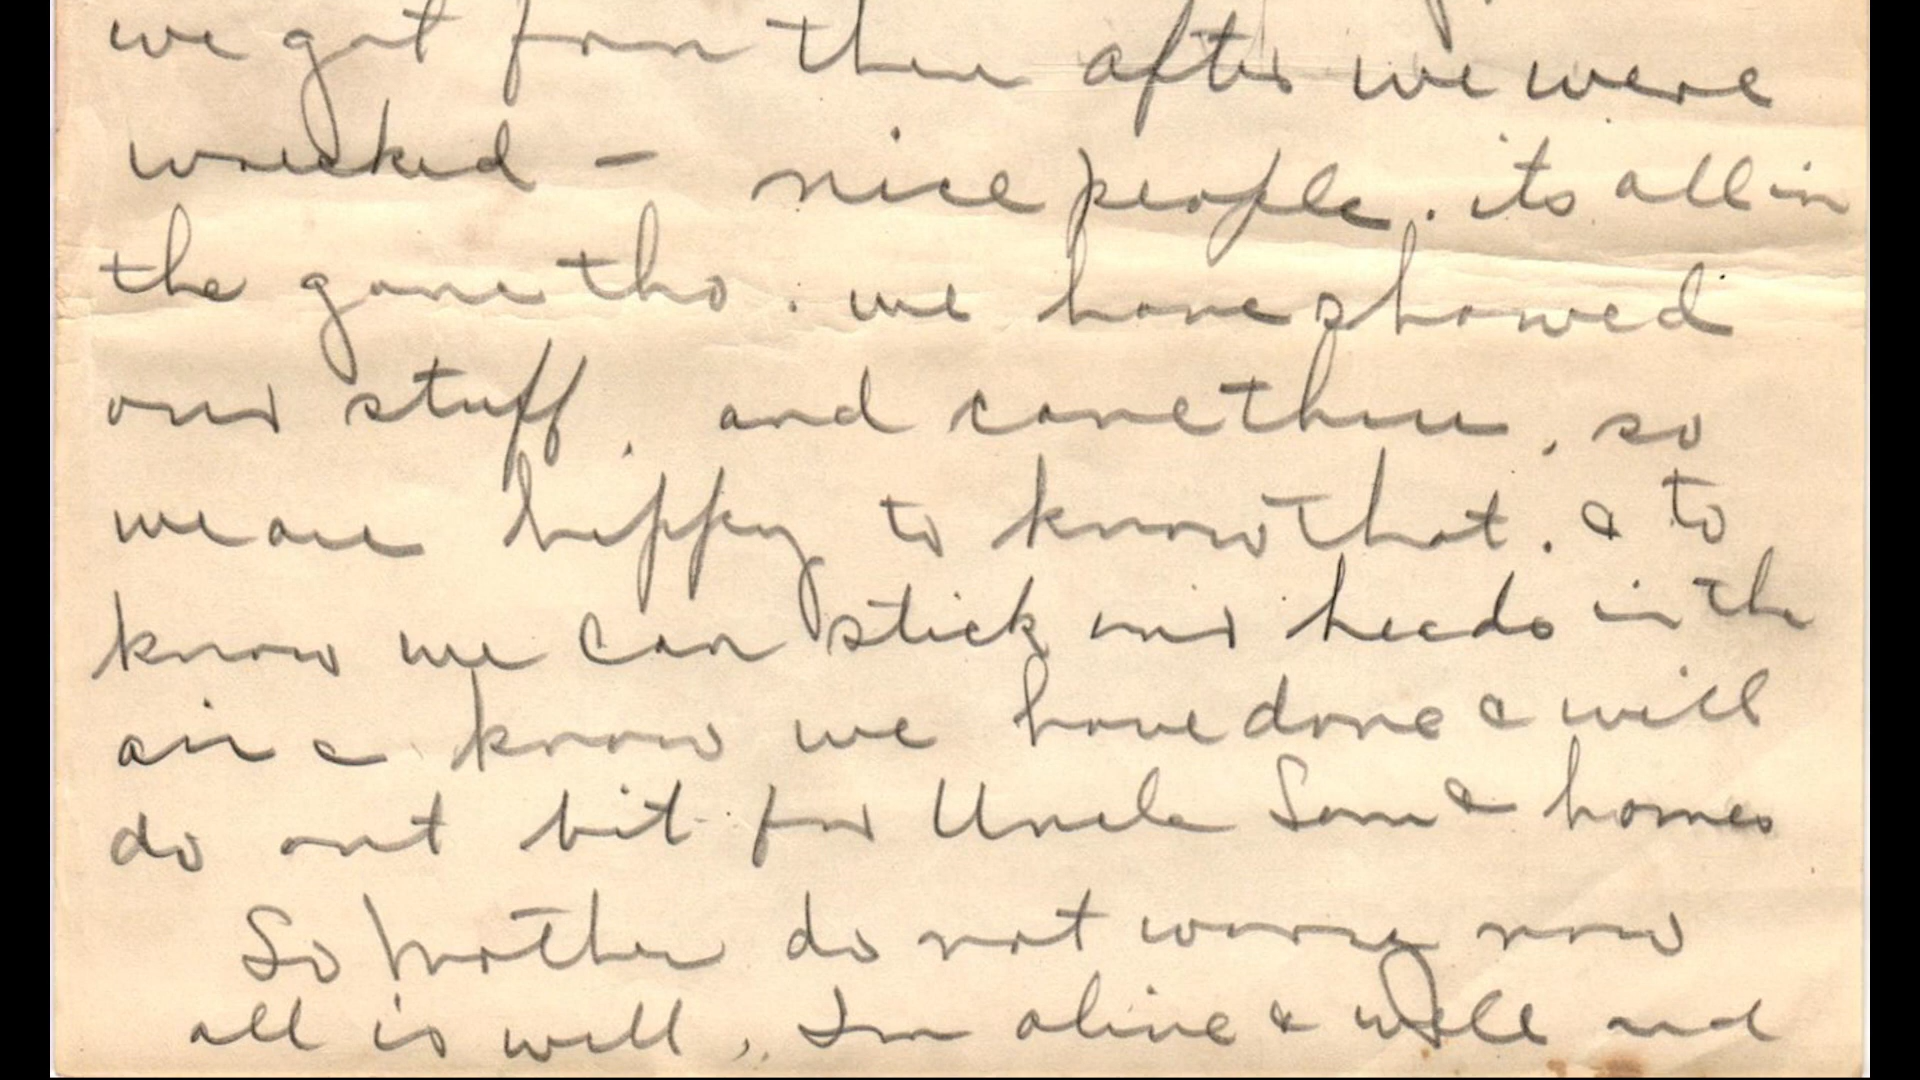 we got from them after we were
wrecked – nice people. its all in
the game tho. we have showed
our stuff, and came thru, so
we are happy to know that. & to
know we can stick our heads in the
air & know we have done & will
do our bit for Uncle Sam & homes
So Mother do not worry now
all is well, Im alive & well and